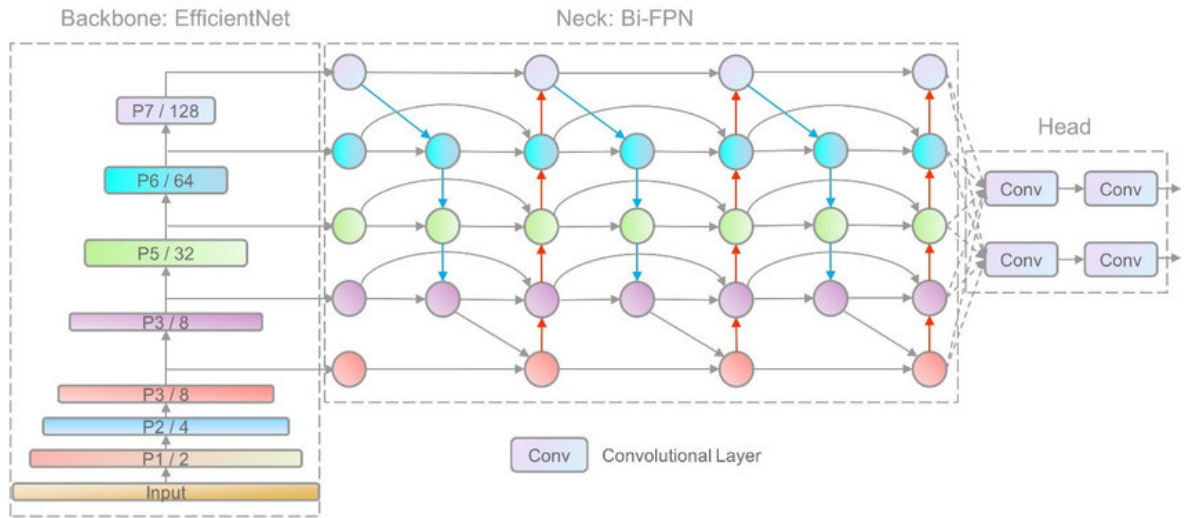 Backbone: EfficientNet
Neck: Bi-FPN
P7 / 128
P6 / 64
P5 / 32
P3 / 8
P3 / 8
P2 / 4
P1 / 2
Input
Head
Conv Conv
Conv Conv
Conv Convolutional Layer